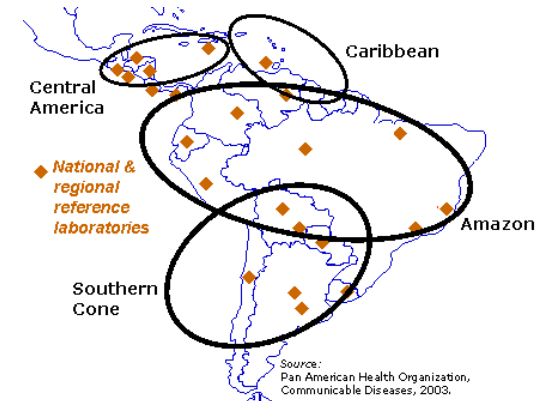 Caribbean
Central
America
National &
regional
reference
laboratories
Amazon
Southern
Cone
Source:
Pan American Health Organization,
Communicable Diseases, 2003.